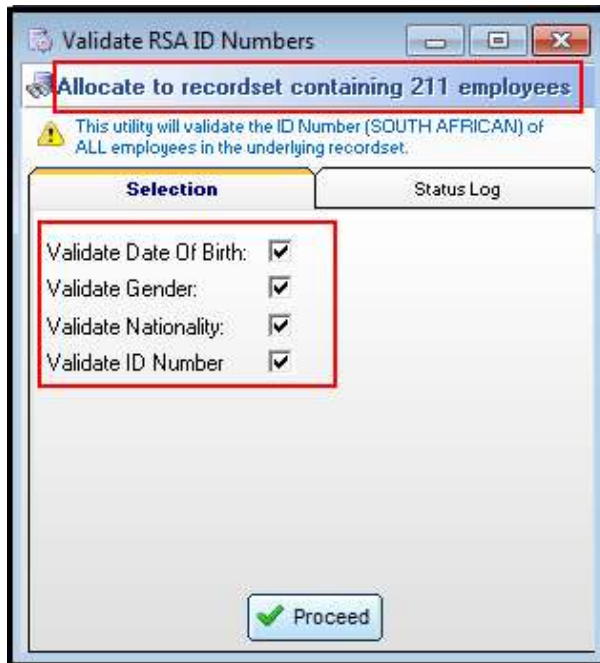 Validate RSA ID Numbers
Allocate to recordset containing 211 employees
This utility will validate the ID Number (SOUTH AFRICAN) of
ALL employees in the underlying recordset.
Selection
Status Log
Validate Date Of Birth:
Validate Gender:
Validate Nationality:
Validate ID Number
Proceed